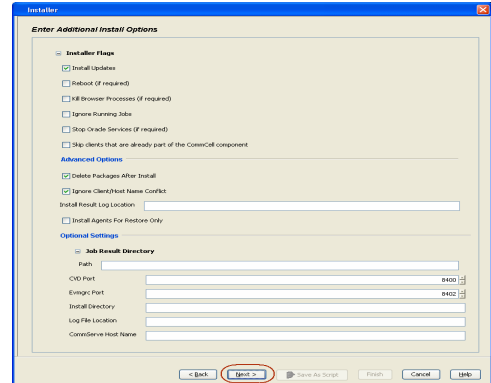 Installer
Enter Additional Install Options
Installer Flags
Install Updates
Reboot (if required)
Kill Browser Processes (if required)
Ignore Running Jobs
Stop Oracle Services (if required)
Skip clients that are already part of the CommCell component
Advanced Options
Delete Packages After Install
Ignore Client/Host Name Conflict
Install Result Log Location
Install Agents For Restore Only
Optional Settings
Job Result Directory
Path
CVD Port 8400
Evmgrc Port 8402
Install Directory
Log File Location
CommServe Host Name
< Back Next > Save As Script Finish Cancel Help